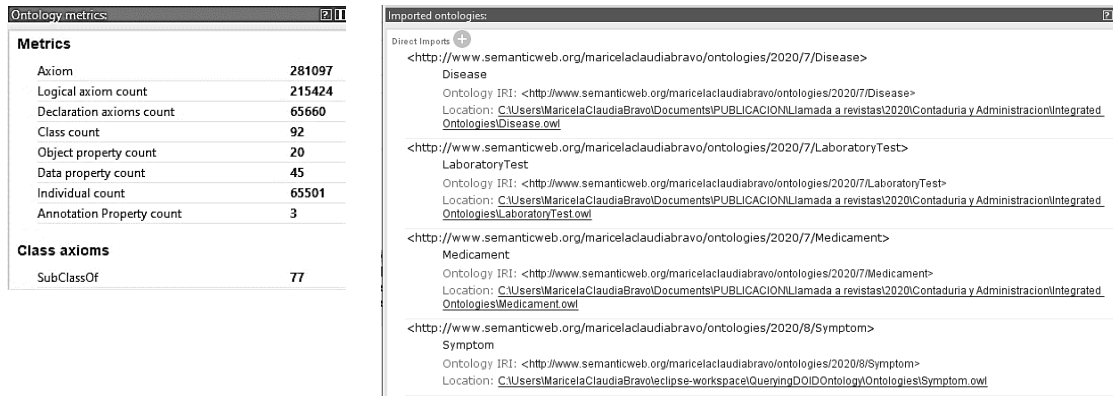 Ontology metrics:
Metrics
Axiom 281097
Logical axiom count 215424
Declaration axioms count 65660
Class count 92
Object property count 20
Data property count 45
Individual count 65501
Annotation Property count 3
Class axioms
SubClassOf 77
Imported ontologies:
Direct Imports
<http://www.semanticweb.org/maricelaclaudiabravo/ontologies/2020/7/Disease>
Disease
Ontology IRI: <http://www.semanticweb.org/maricelaclaudiabravo/ontologies/2020/7/Disease>
Location: C:\Users\MaricelaClaudiaBravo\Documents\PUBLICACION\Llamada a revistas\2020\Contaduria y Administracion\Integrated
Ontologies\Disease.owl
<http://www.semanticweb.org/maricelaclaudiabravo/ontologies/2020/7/LaboratoryTest>
LaboratoryTest
Ontology IRI: <http://www.semanticweb.org/maricelaclaudiabravo/ontologies/2020/7/LaboratoryTest>
Location: C:\Users\MaricelaClaudiaBravo\Documents\PUBLICACION\Llamada a revistas\2020\Contaduria y Administracion\Integrated
Ontologies\LaboratoryTest.owl
<http://www.semanticweb.org/maricelaclaudiabravo/ontologies/2020/7/Medicament>
Medicament
Ontology IRI: <http://www.semanticweb.org/maricelaclaudiabravo/ontologies/2020/7/Medicament>
Location: C:\Users\MaricelaClaudiaBravo\Documents\PUBLICACION\Llamada a revistas\2020\Contaduria y Administracion\Integrated
Ontologies\Medicament.owl
<http://www.semanticweb.org/maricelaclaudiabravo/ontologies/2020/8/Symptom>
Symptom
Ontology IRI: <http://www.semanticweb.org/maricelaclaudiabravo/ontologies/2020/8/Symptom>
Location: C:\Users\MaricelaClaudiaBravo\eclipse-workspace\QueryingDOIDOntology\Ontologies\Symptom.owl